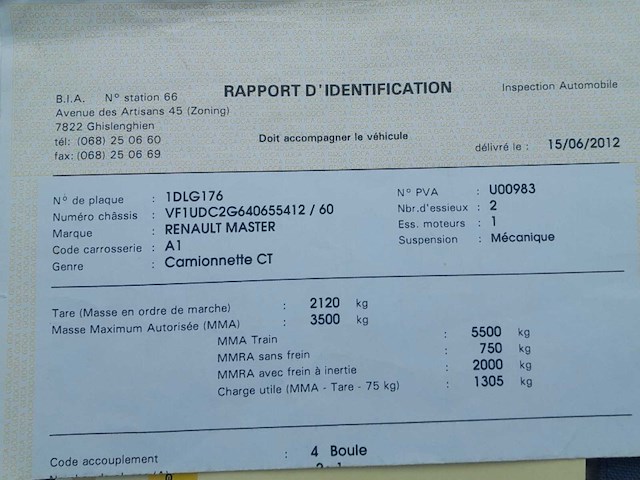 RAPPORT D'IDENTIFICATION
Inspection Automobile
B.I.A. N° station 66
Avenue des Artisans 45 (Zoning)
7822 Ghislenghien
tél: (068) 25 06 60
fax: (068) 25 06 69
Doit accompagner le véhicule
délivré le : 15/06/2012
N° de plaque : 1DLG176
Numéro châssis : VF1UDC2G640655412 / 60
Marque : RENAULT MASTER
Code carrosserie : A1
Genre : Camionnette CT
N° PVA : U00983
Nbr.d'essieux : 2
Ess. moteurs : 1
Suspension : Mécanique
Tare (Masse en ordre de marche) : 2120 kg
Masse Maximum Autorisée (MMA) : 3500 kg
MMA Train : 5500 kg
MMRA sans frein : 750 kg
MMRA avec frein à inertie : 2000 kg
Charge utile (MMA - Tare - 75 kg) : 1305 kg
Code accouplement : 4 Boule